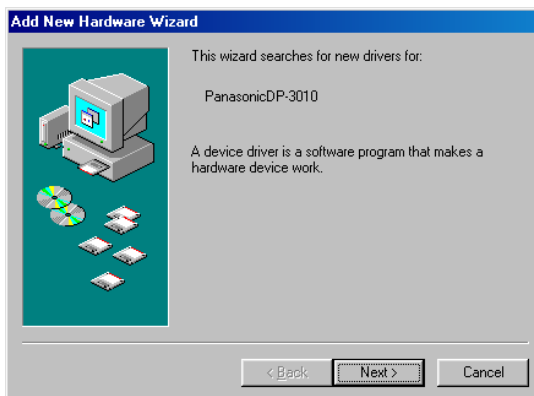 Add New Hardware Wizard
This wizard searches for new drivers for:
PanasonicDP-3010
A device driver is a software program that makes a
hardware device work.
< Back
Next >
Cancel